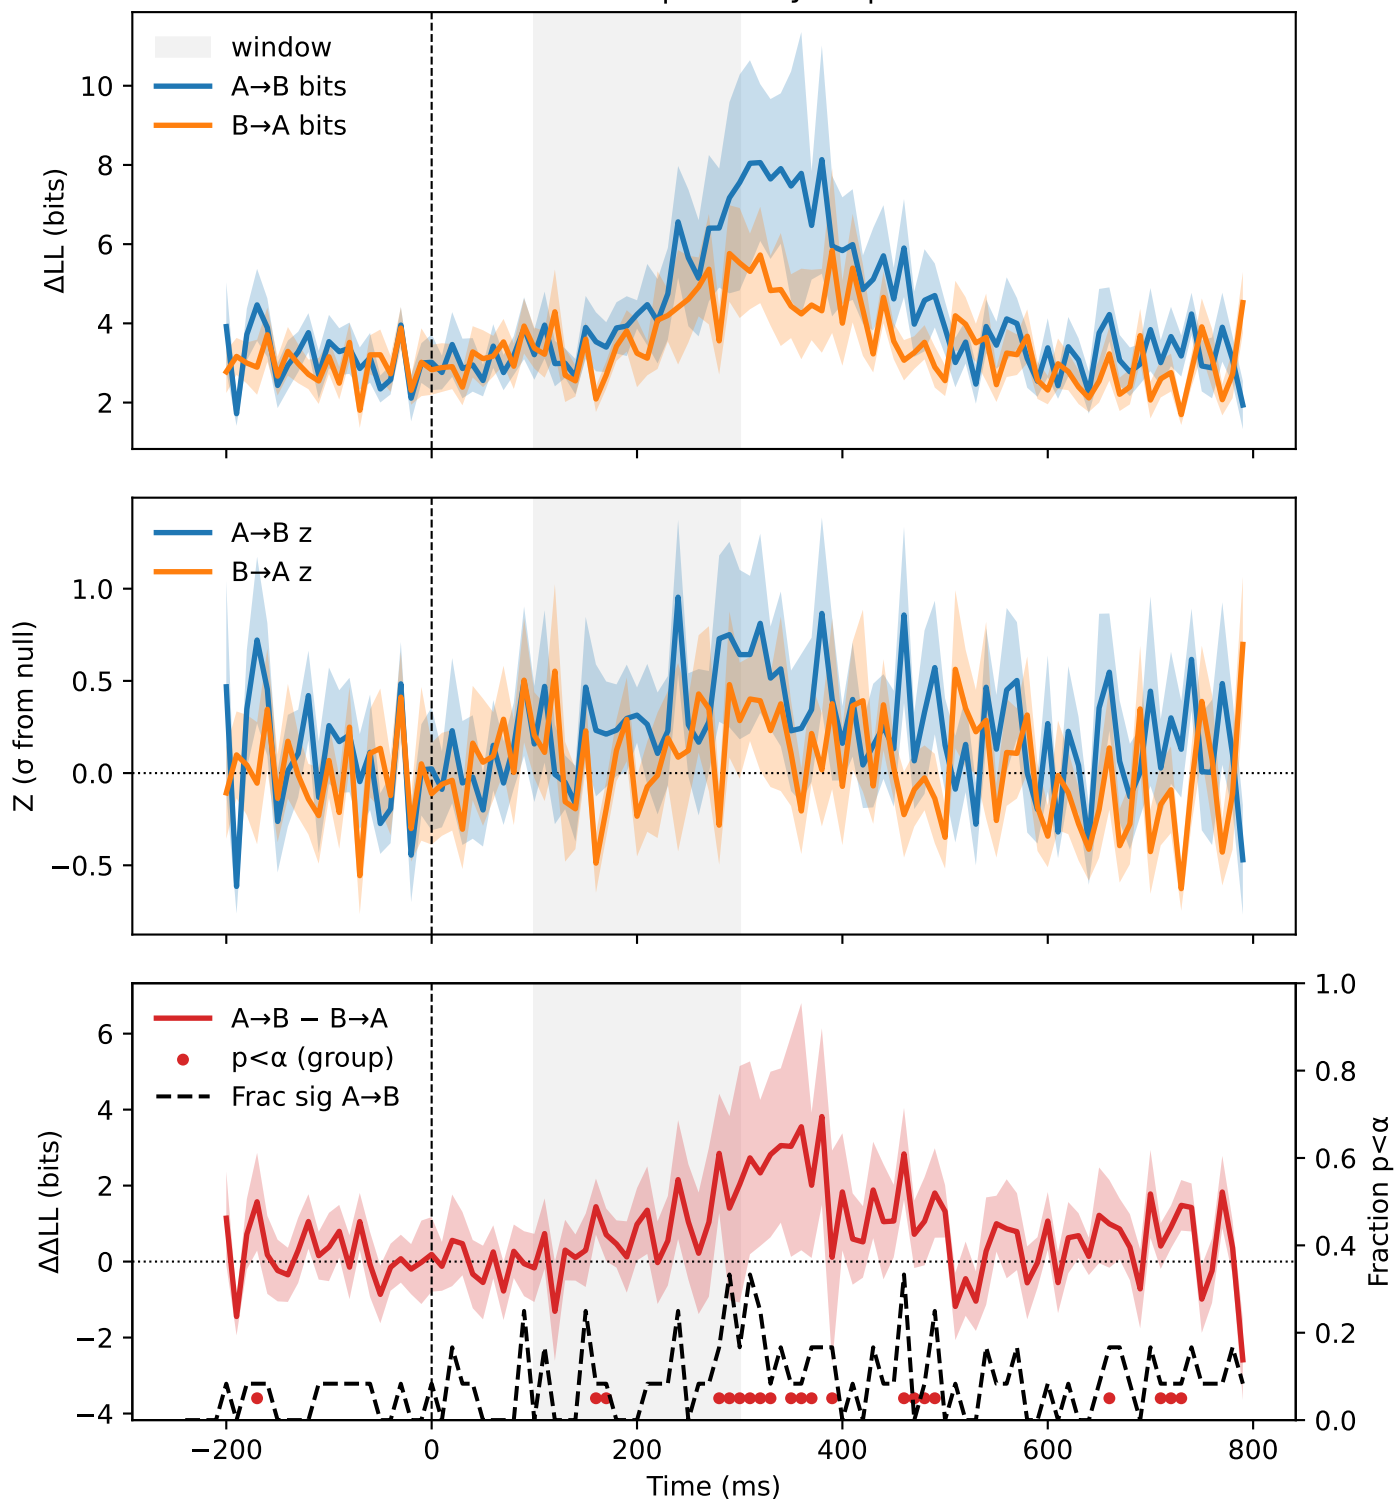 window
A→B bits
B→A bits
ΔLL (bits)
10
8
6
4
2
A→B z
B→A z
Z (σ from null)
1.0
0.5
0.0
−0.5
A→B − B→A
p<α (group)
Frac sig A→B
ΔΔLL (bits)
6
4
2
0
−2
−4
1.0
0.8
0.6
0.4
0.2
0.0
Fraction p<α
−200
0
200
400
600
800
Time (ms)